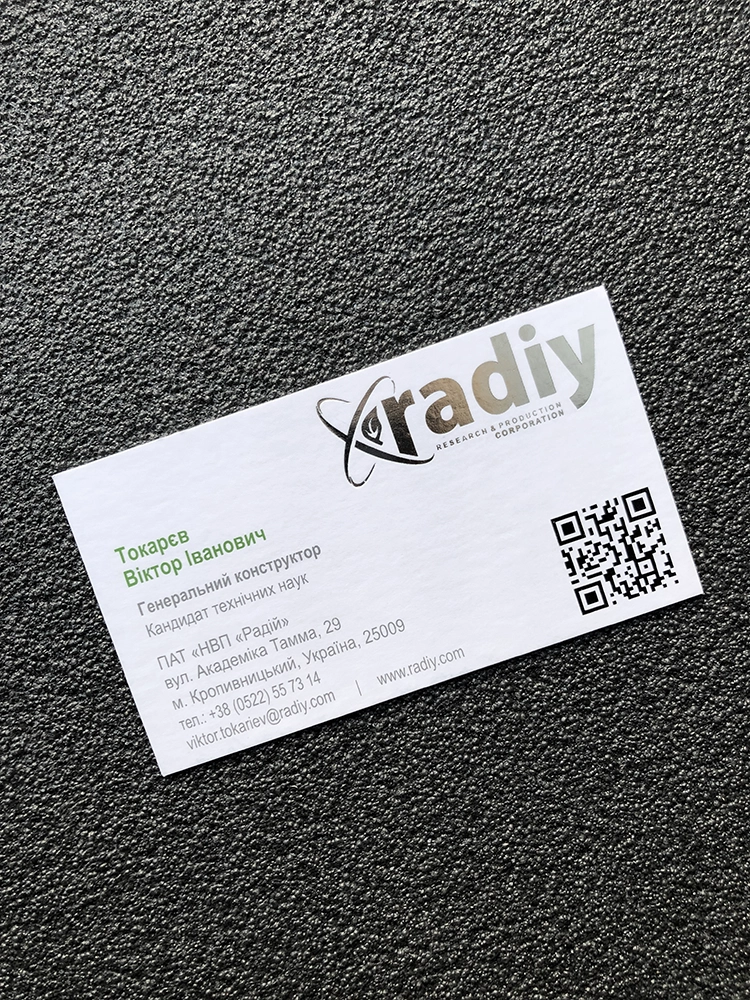 radiy
RESEARCH & PRODUCTION
CORPORATION
Токарєв
Віктор Іванович
Генеральний конструктор
Кандидат технічних наук
ПАТ «НВП «Радій»
вул. Академіка Тамма, 29
м. Кропивницький, Україна, 25009
тел.: +38 (0522) 55 73 14
viktor.tokariev@radiy.com | www.radiy.com